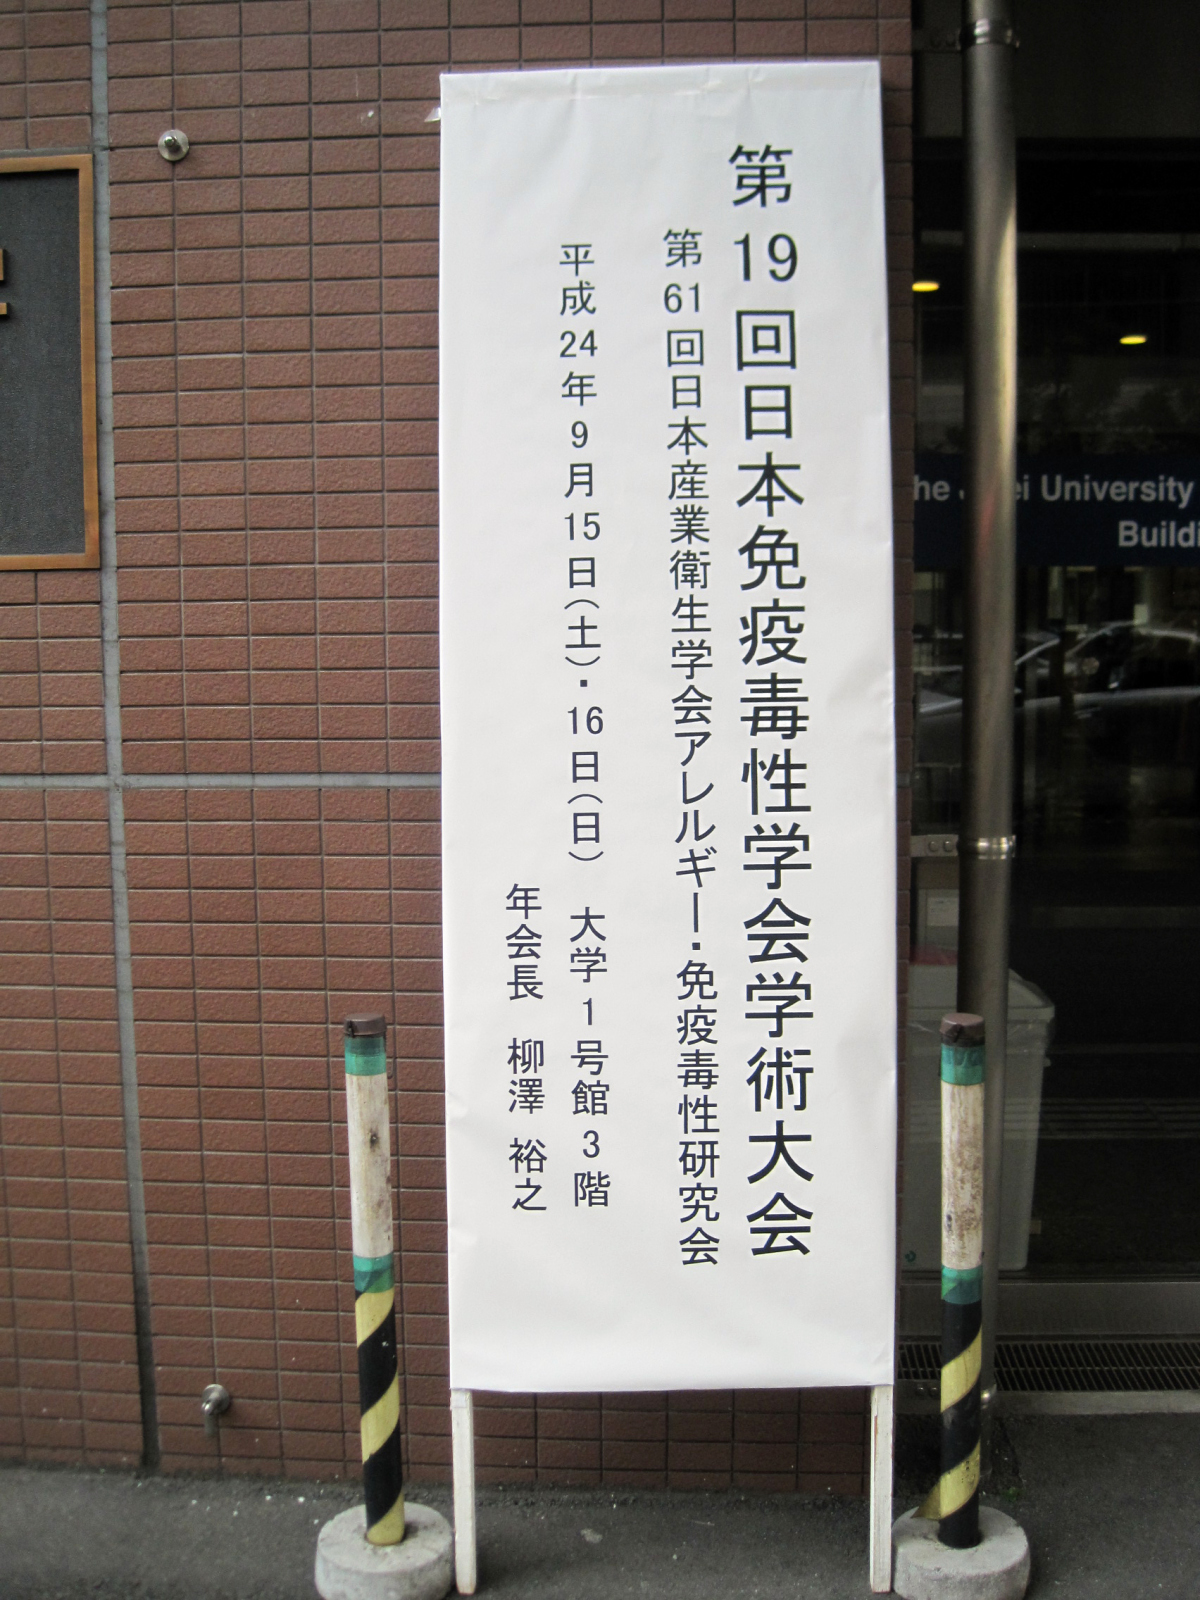 第19回日本免疫毒性学会学術大会
第61回日本産業衛生学会アレルギー・免疫毒性研究会
平成24年9月15日(土)・16日(日) 大学1号館3階
年会長 柳澤 裕之
University